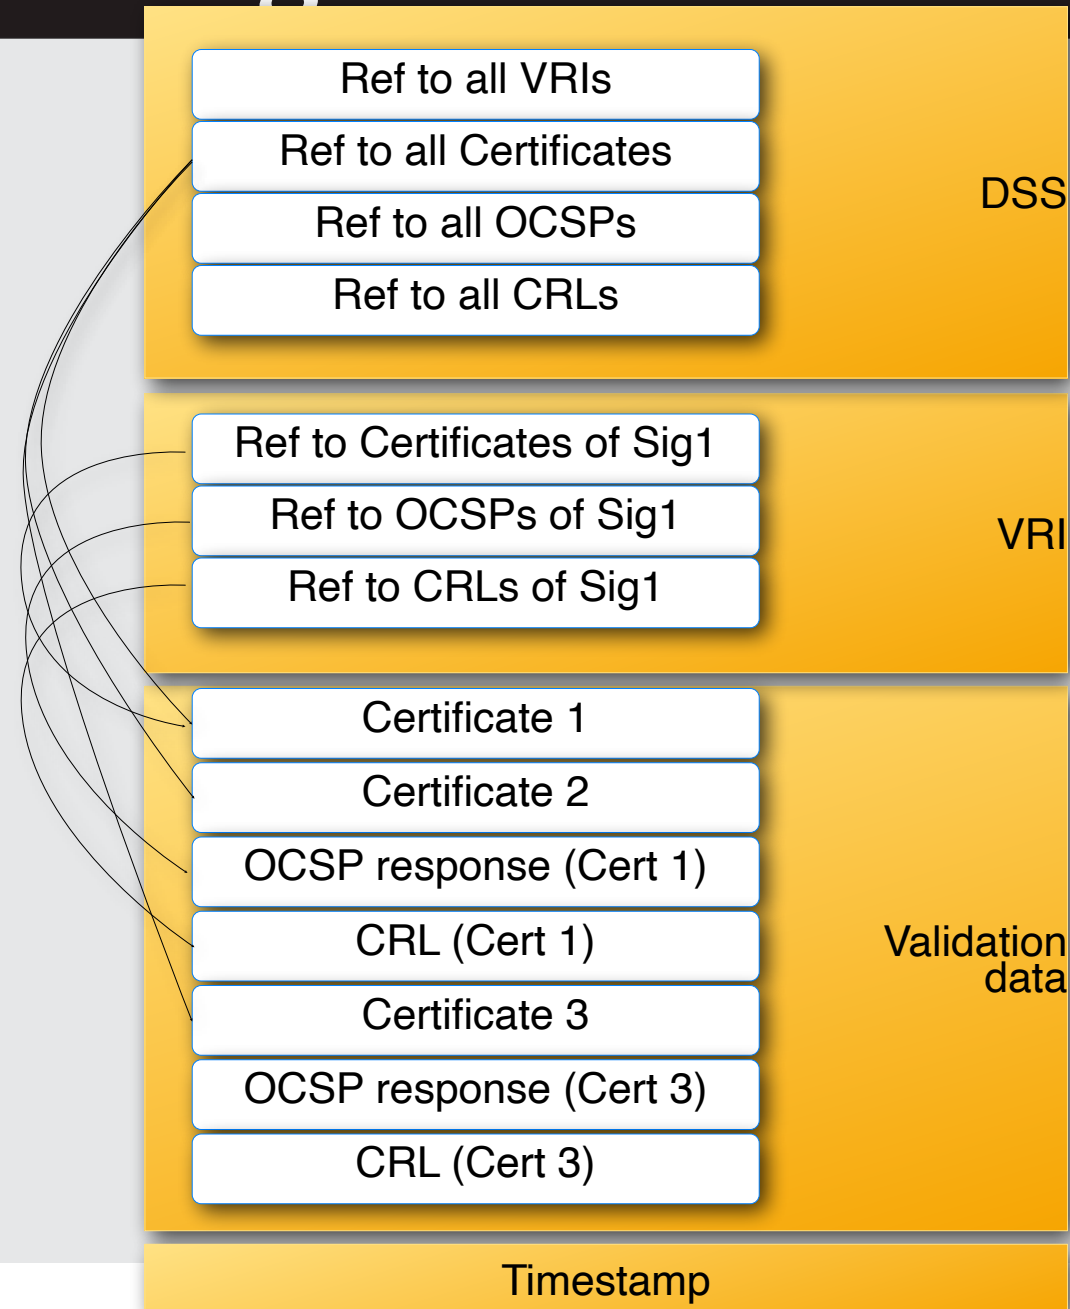 Ref to all VRIs
Ref to all Certificates
Ref to all OCSPs
Ref to all CRLs
DSS
Ref to Certificates of Sig1
Ref to OCSPs of Sig1
Ref to CRLs of Sig1
VRI
Certificate 1
Certificate 2
OCSP response (Cert 1)
CRL (Cert 1)
Certificate 3
OCSP response (Cert 3)
CRL (Cert 3)
Validation
data
Timestamp